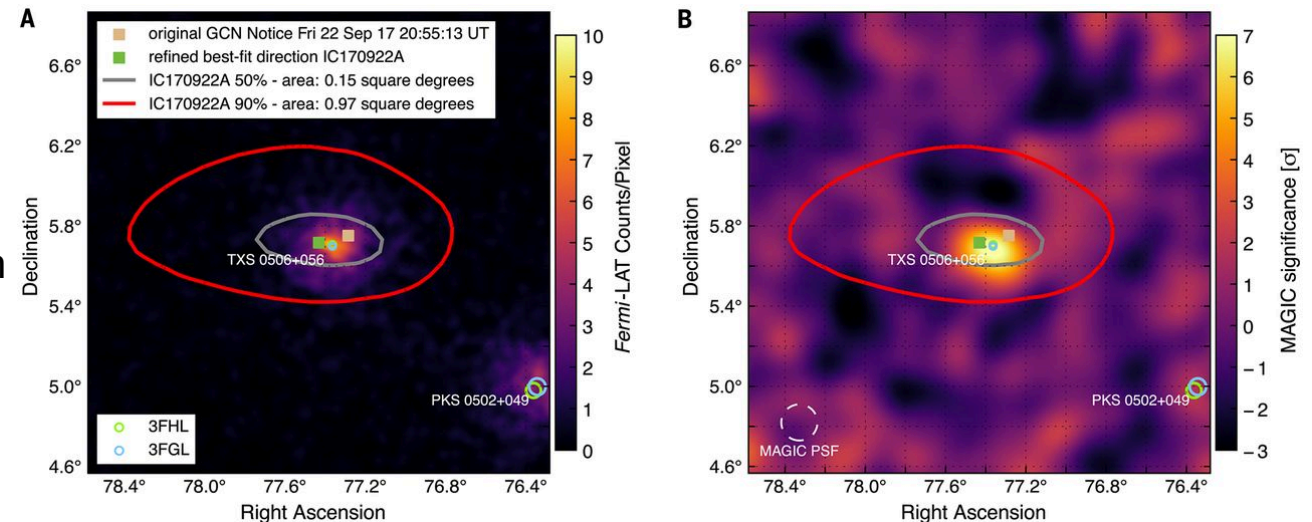 A
original GCN Notice Fri 22 Sep 17 20:55:13 UT
refined best-fit direction IC170922A
IC170922A 50% - area: 0.15 square degrees
IC170922A 90% - area: 0.97 square degrees
6.6°
6.2°
5.8°
5.4°
5.0°
4.6°
Declination
TXS 0506+056
PKS 0502+049
3FHL
3FGL
78.4°
78.0°
77.6°
77.2°
76.8°
76.4°
Right Ascension
10
9
8
7
6
5
4
3
2
1
0
Fermi-LAT Counts/Pixel
B
6.6°
6.2°
5.8°
5.4°
5.0°
4.6°
Declination
TXS 0506+056
PKS 0502+049
MAGIC PSF
78.4°
78.0°
77.6°
77.2°
76.8°
76.4°
Right Ascension
7
6
5
4
3
2
1
0
−1
−2
−3
MAGIC significance [σ]